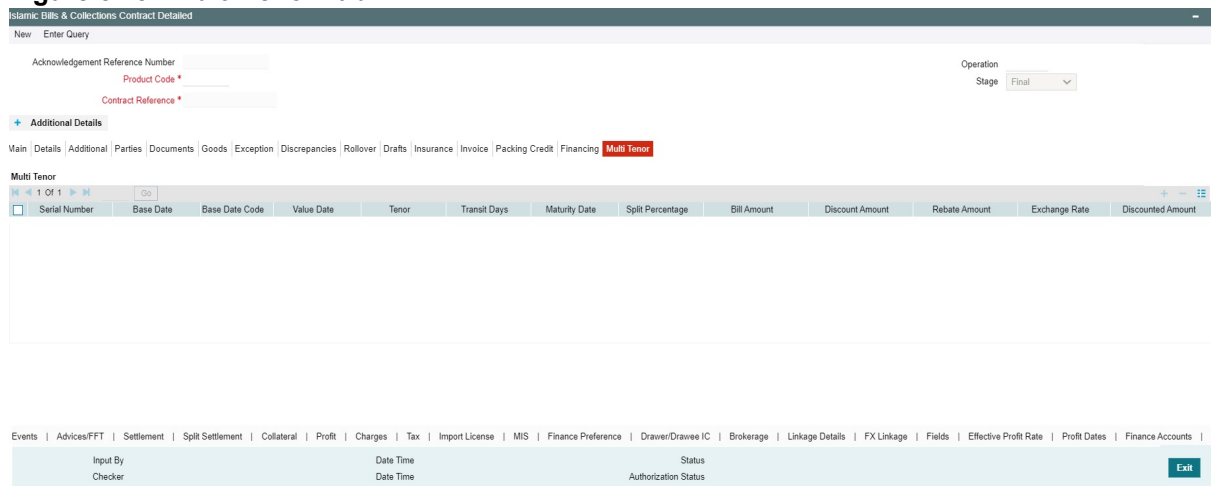 Islamic Bills & Collections Contract Detailed
New Enter Query
Acknowledgement Reference Number
Operation
Product Code *
Stage Final
Contract Reference *
+ Additional Details
Main Details Additional Parties Documents Goods Exception Discrepancies Rollover Drafts Insurance Invoice Packing Credit Financing Multi Tenor
Multi Tenor
1 Of 1 Go
Serial Number Base Date Base Date Code Value Date Tenor Transit Days Maturity Date Split Percentage Bill Amount Discount Amount Rebate Amount Exchange Rate Discounted Amount
Events | Advices/FFT | Settlement | Split Settlement | Collateral | Profit | Charges | Tax | Import License | MIS | Finance Preference | Drawer/Drawee IC | Brokerage | Linkage Details | FX Linkage | Fields | Effective Profit Rate | Profit Dates | Finance Accounts |
Input By Date Time Status
Checker Date Time Authorization Status
Exit